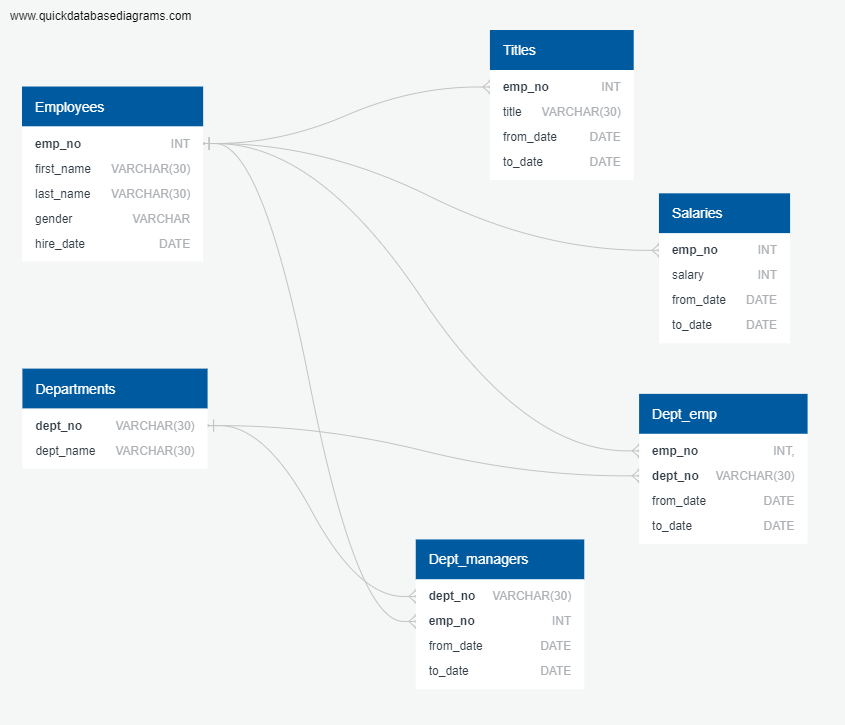 www.quickdatabasediagrams.com
Employees
emp_no INT
first_name VARCHAR(30)
last_name VARCHAR(30)
gender VARCHAR
hire_date DATE
Titles
emp_no INT
title VARCHAR(30)
from_date DATE
to_date DATE
Salaries
emp_no INT
salary INT
from_date DATE
to_date DATE
Departments
dept_no VARCHAR(30)
dept_name VARCHAR(30)
Dept_emp
emp_no INT,
dept_no VARCHAR(30)
from_date DATE
to_date DATE
Dept_managers
dept_no VARCHAR(30)
emp_no INT
from_date DATE
to_date DATE